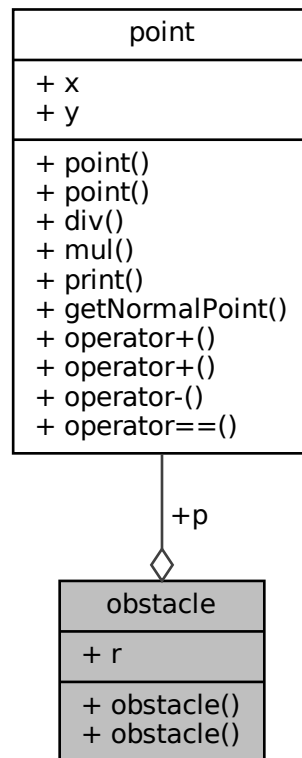 point
+ x
+ y
+ point()
+ point()
+ div()
+ mul()
+ print()
+ getNormalPoint()
+ operator+()
+ operator+()
+ operator-()
+ operator==()
+p
obstacle
+ r
+ obstacle()
+ obstacle()